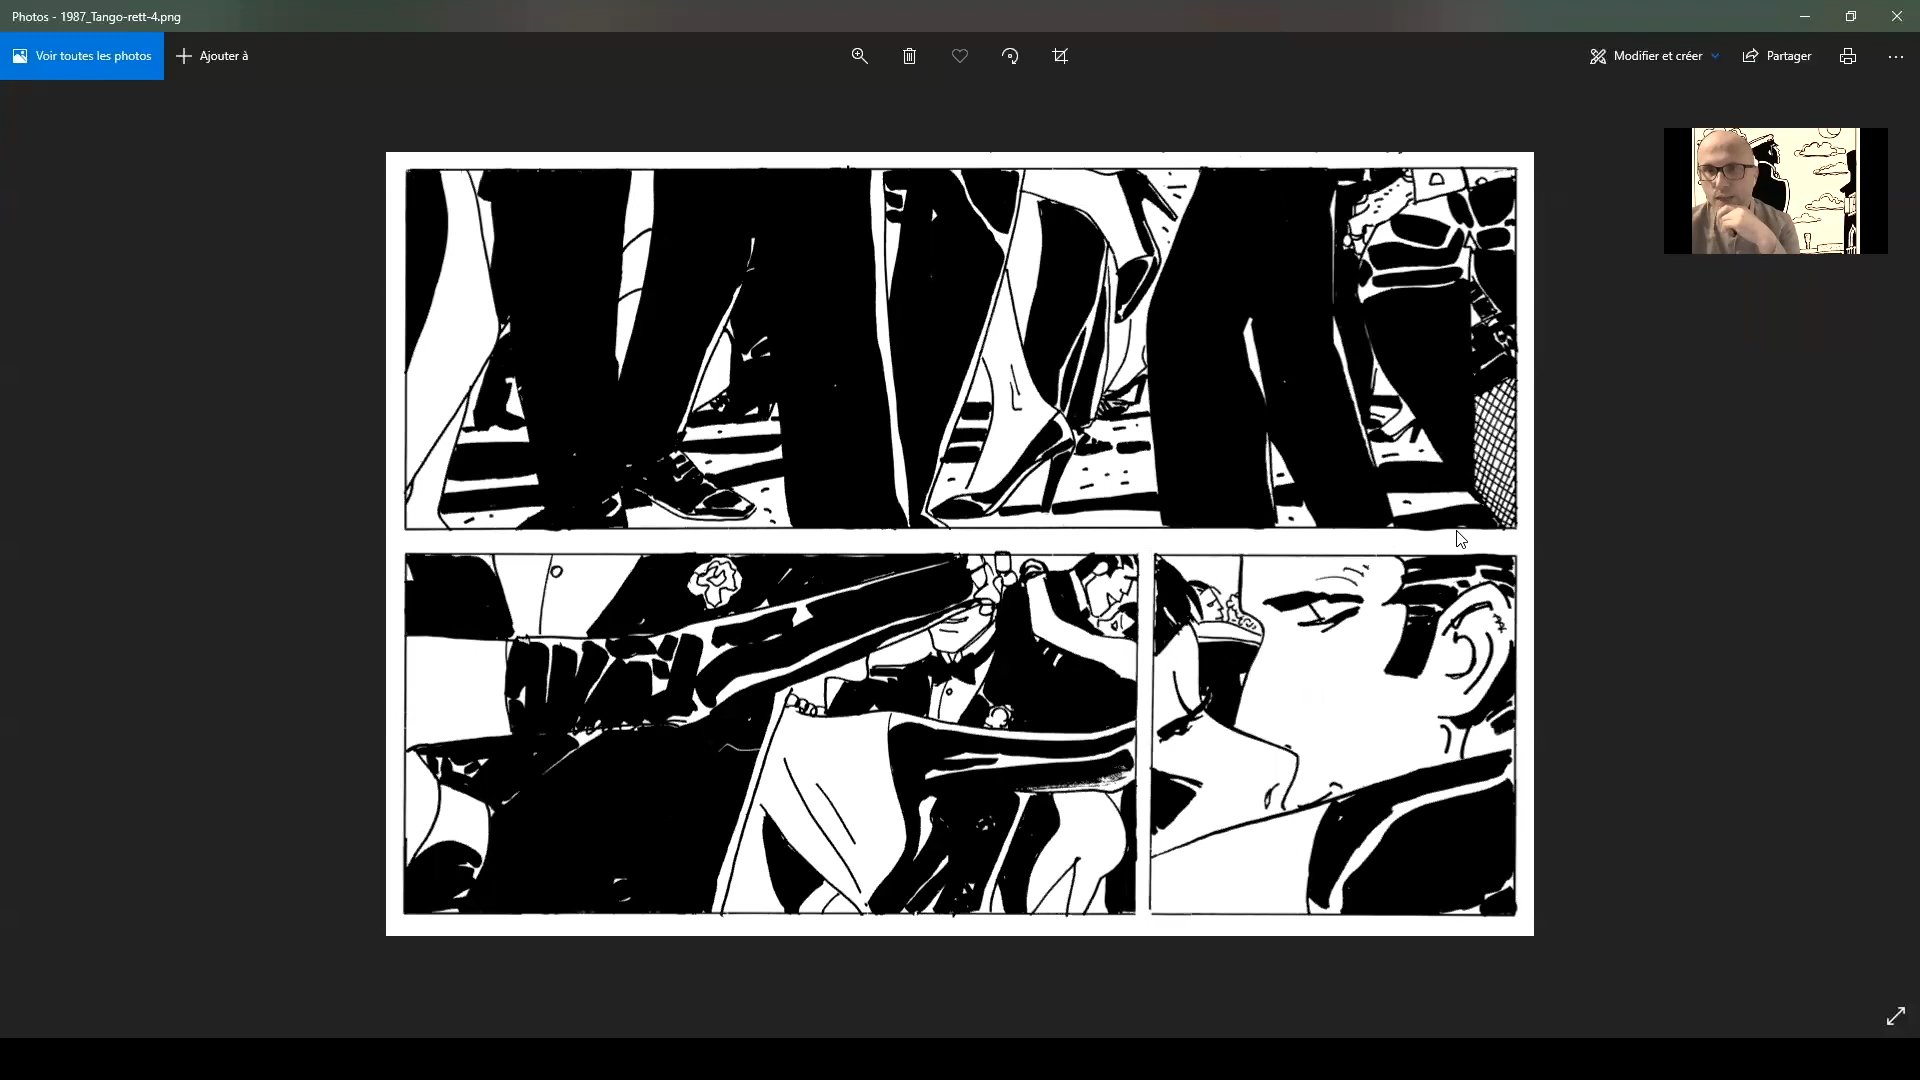 Photos - 1987_Tango-rett-4.png
Voir toutes les photos
Ajouter à
Modifier et créer
Partager